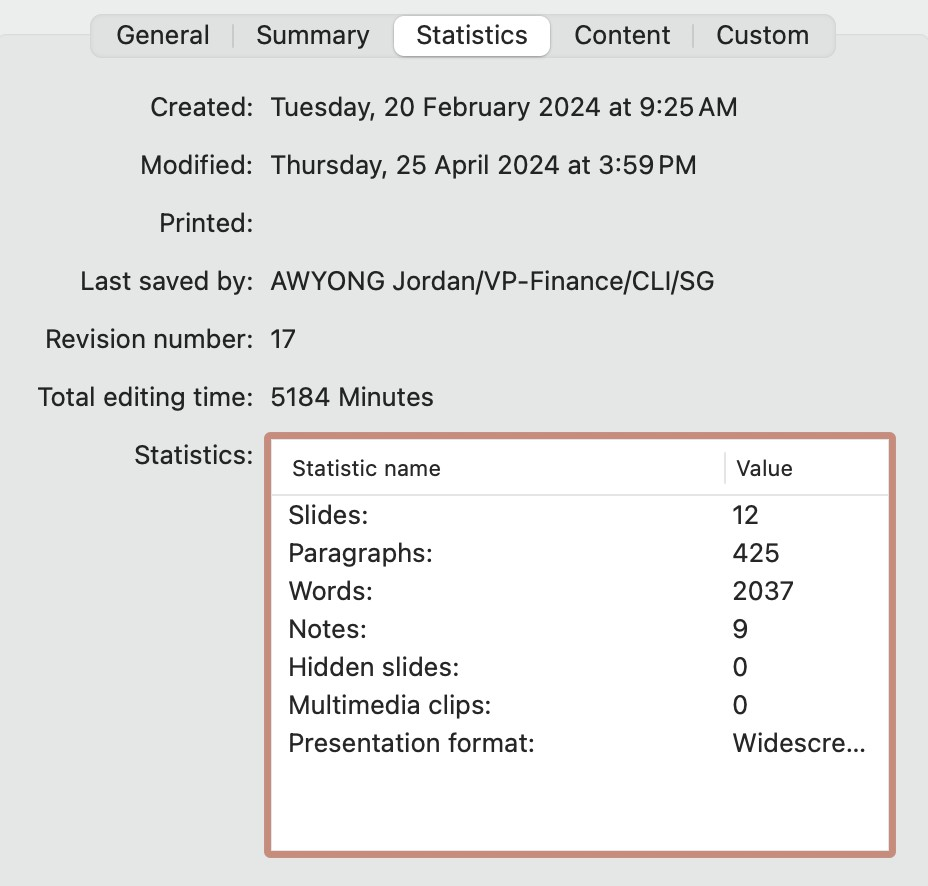 General Summary Statistics Content Custom
Created: Tuesday, 20 February 2024 at 9:25 AM
Modified: Thursday, 25 April 2024 at 3:59 PM
Printed:
Last saved by: AWYONG Jordan/VP-Finance/CLI/SG
Revision number: 17
Total editing time: 5184 Minutes
Statistics:
Statistic name Value
Slides: 12
Paragraphs: 425
Words: 2037
Notes: 9
Hidden slides: 0
Multimedia clips: 0
Presentation format: Widescre...